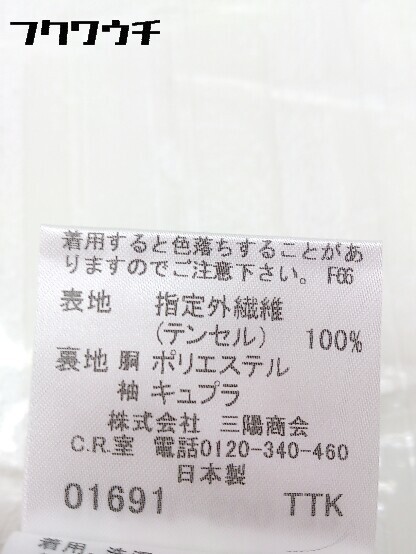 フクワウチ
着用すると色落ちすることがあ
りますのでご注意下さい。 F66
表地 指定外繊維
(テンセル) 100%
裏地 胴 ポリエステル
袖 キュプラ
株式会社 三陽商会
C.R.室 電話0120-340-460
日本製
01691 TTK